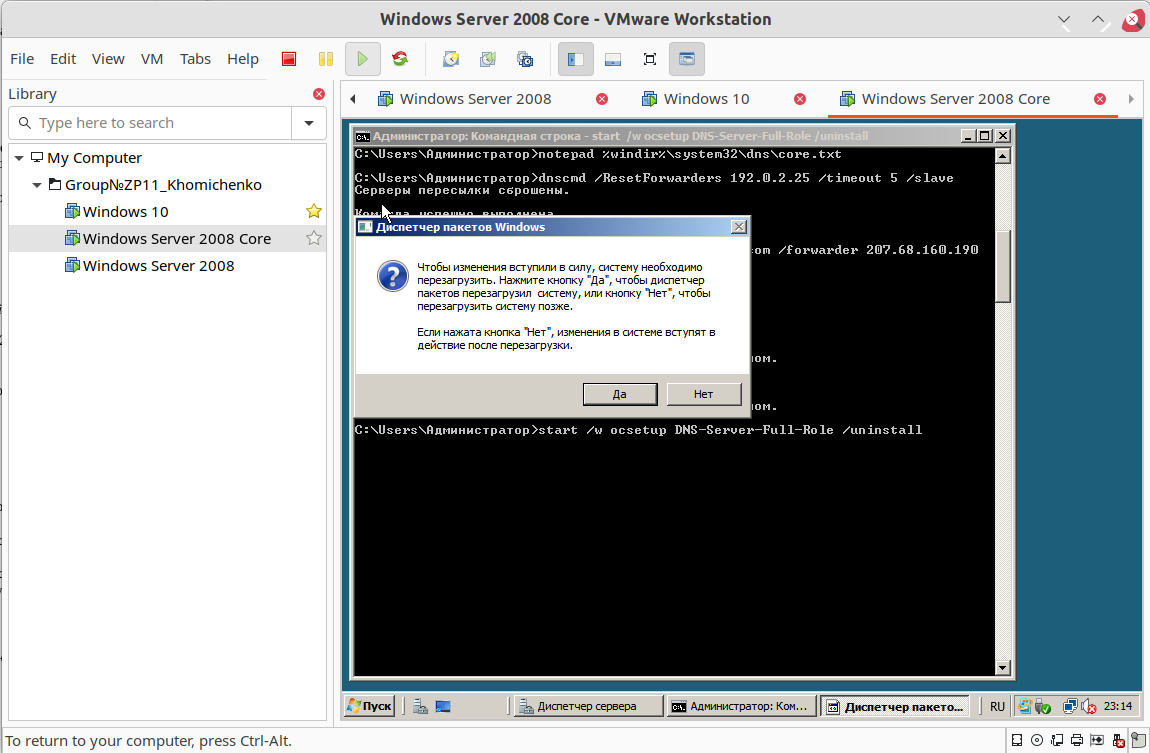 Windows Server 2008 Core - VMware Workstation
File Edit View VM Tabs Help
Library
Type here to search
My Computer
Group№ZP11_Khomichenko
Windows 10
Windows Server 2008 Core
Windows Server 2008
Windows Server 2008 Windows 10 Windows Server 2008 Core
Администратор: Командная строка - start /w ocsetup DNS-Server-Full-Role /uninstall
C:\Users\Администратор>notepad %windir%\system32\dns\core.txt
C:\Users\Администратор>dnscmd /ResetForwarders 192.0.2.25 /timeout 5 /slave
Серверы пересылки сброшены.
Команда успешно выполнена
Диспетчер пакетов Windows
com /forwarder 207.68.160.190
Чтобы изменения вступили в силу, систему необходимо
перезагрузить. Нажмите кнопку "Да", чтобы диспетчер
пакетов перезагрузил систему, или кнопку "Нет", чтобы
перезагрузить систему позже.
Если нажата кнопка "Нет", изменения в системе вступят в
действие после перезагрузки.
ом.
Да Нет
ом.
C:\Users\Администратор>start /w ocsetup DNS-Server-Full-Role /uninstall
Пуск Диспетчер сервера Администратор: Ком... Диспетчер пакето... RU 23:14
To return to your computer, press Ctrl-Alt.